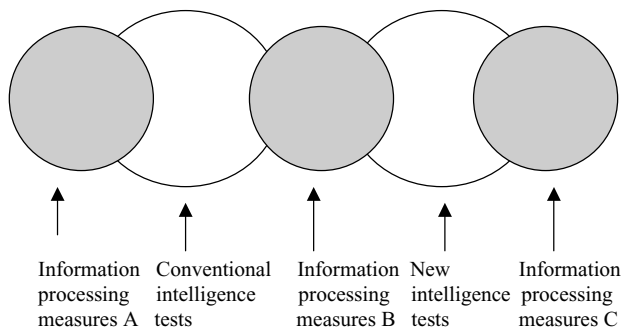 Information
processing
measures A
Conventional
intelligence
tests
Information
processing
measures B
New
intelligence
tests
Information
processing
measures C